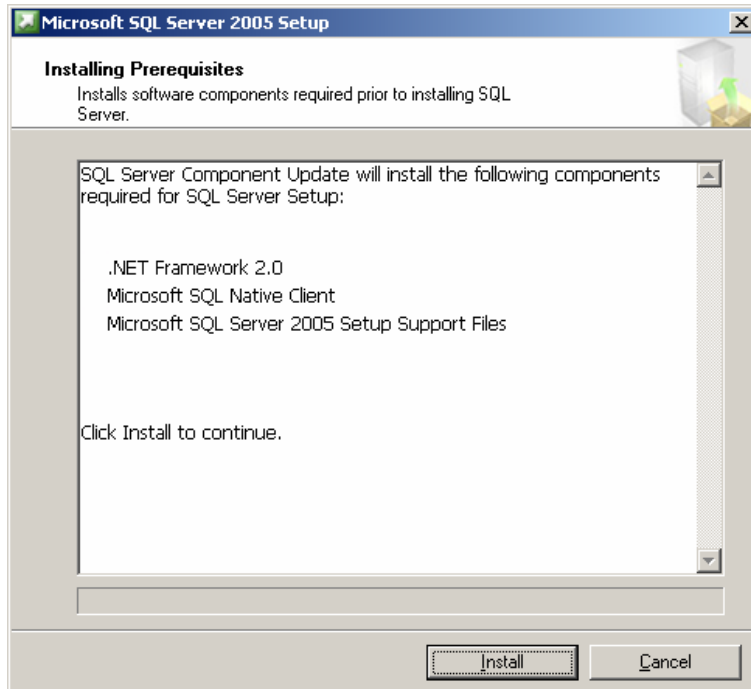 Microsoft SQL Server 2005 Setup
Installing Prerequisites
Installs software components required prior to installing SQL
Server.
SQL Server Component Update will install the following components
required for SQL Server Setup:
.NET Framework 2.0
Microsoft SQL Native Client
Microsoft SQL Server 2005 Setup Support Files
Click Install to continue.
Install
Cancel